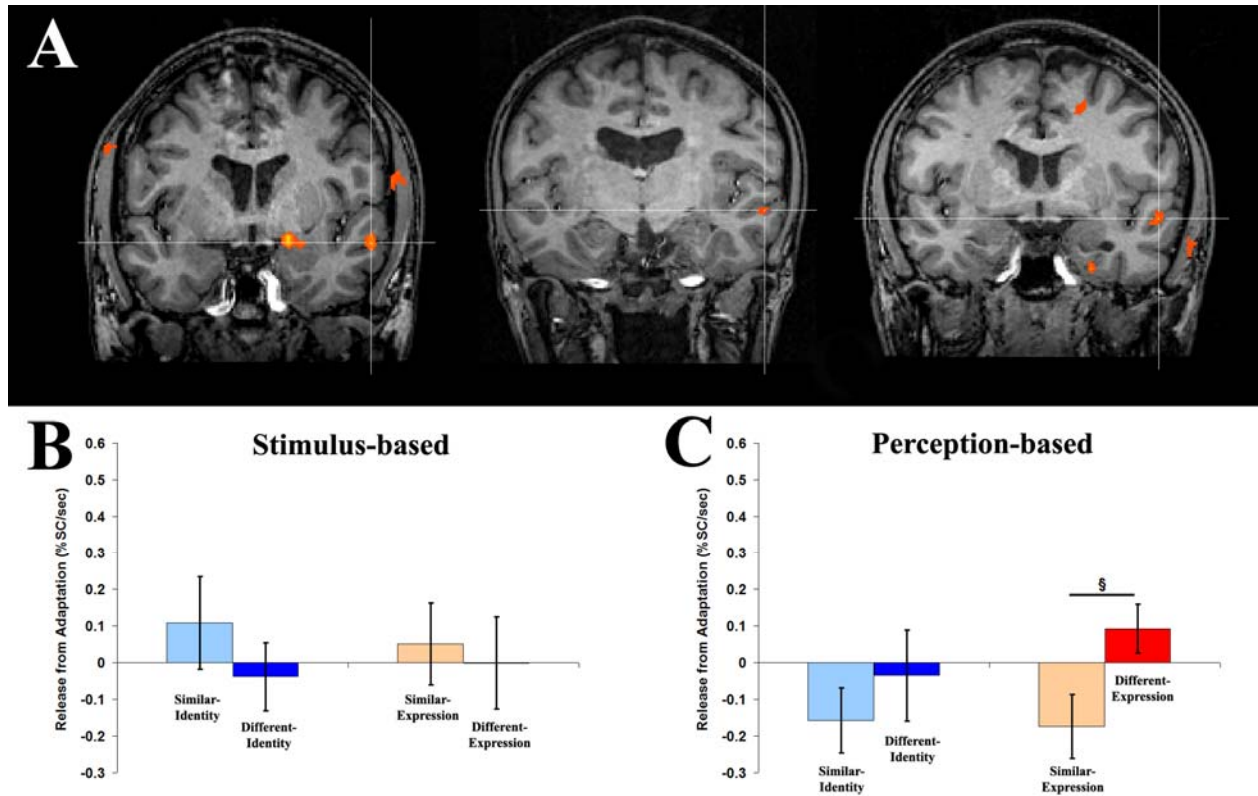 A
B
Stimulus-based
Release from Adaptation (%SC/sec)
0.6
0.5
0.4
0.3
0.2
0.1
0
-0.1
-0.2
-0.3
Similar-
Identity
Different-
Identity
Similar-
Expression
Different-
Expression
C
Perception-based
Release from Adaptation (%SC/sec)
0.6
0.5
0.4
0.3
0.2
0.1
0
-0.1
-0.2
-0.3
§
Similar-
Identity
Different-
Identity
Similar-
Expression
Different-
Expression